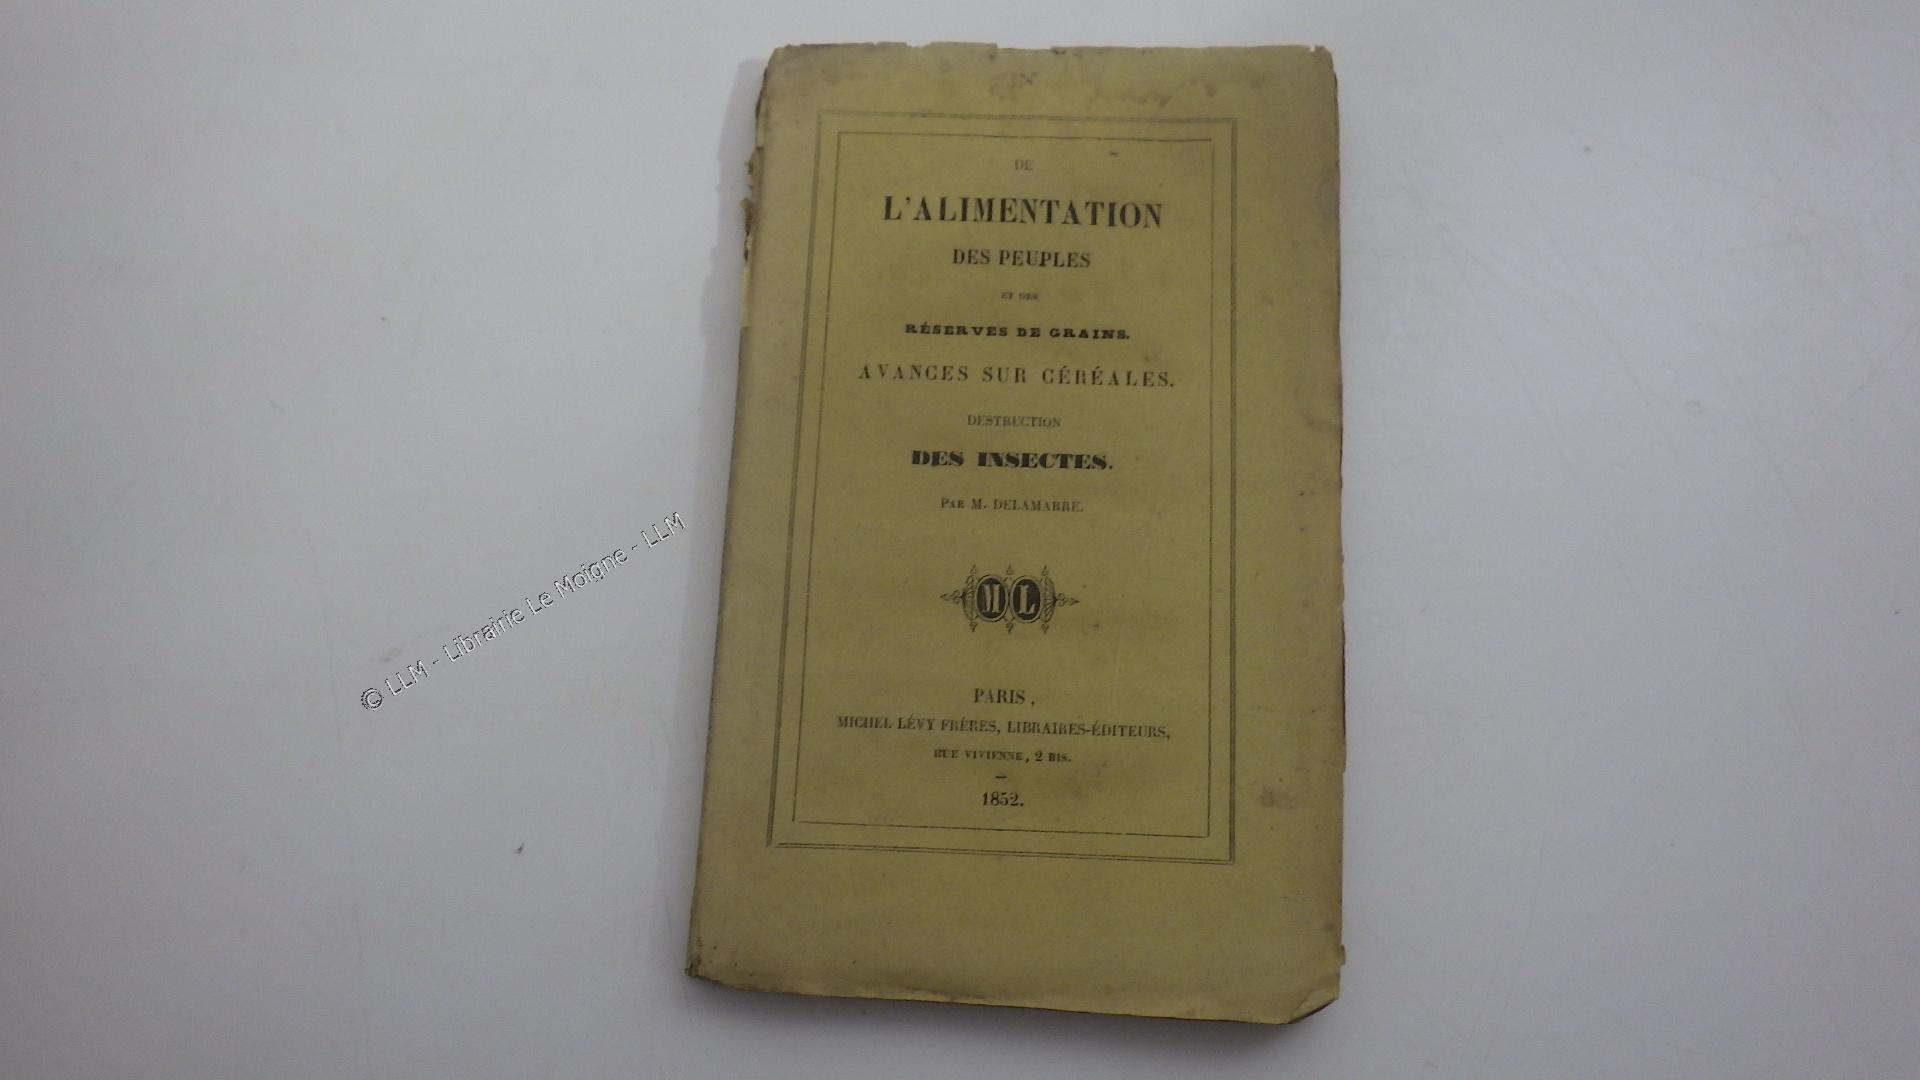 DE
L'ALIMENTATION
DES PEUPLES
ET DES
RÉSERVES DE GRAINS.
AVANCES SUR CÉRÉALES.
DESTRUCTION
DES INSECTES.
PAR M. DELAMARRE.
ML
PARIS,
MICHEL LÉVY FRÈRES, LIBRAIRES-ÉDITEURS,
RUE VIVIENNE, 2 BIS.
1852.
© LLM - Librairie Le Moigne - LLM